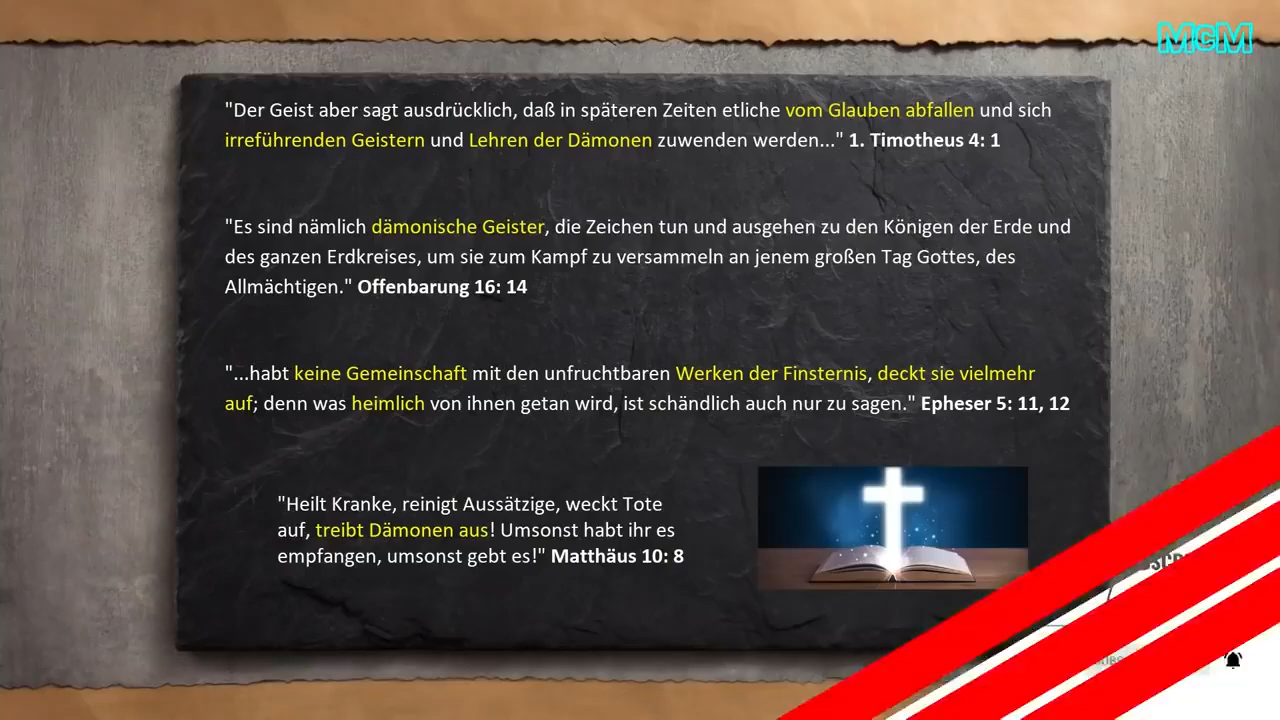 McM
"Der Geist aber sagt ausdrücklich, daß in späteren Zeiten etliche vom Glauben abfallen und sich
irreführenden Geistern und Lehren der Dämonen zuwenden werden..." 1. Timotheus 4: 1
"Es sind nämlich dämonische Geister, die Zeichen tun und ausgehen zu den Königen der Erde und
des ganzen Erdkreises, um sie zum Kampf zu versammeln an jenem großen Tag Gottes, des
Allmächtigen." Offenbarung 16: 14
"...habt keine Gemeinschaft mit den unfruchtbaren Werken der Finsternis, deckt sie vielmehr
auf; denn was heimlich von ihnen getan wird, ist schändlich auch nur zu sagen." Epheser 5: 11, 12
"Heilt Kranke, reinigt Aussätzige, weckt Tote
auf, treibt Dämonen aus! Umsonst habt ihr es
empfangen, umsonst gebt es!" Matthäus 10: 8